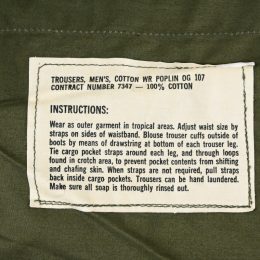 TROUSERS, MEN'S, COTTON WR POPLIN OG 107
CONTRACT NUMBER 7347 — 100% COTTON
INSTRUCTIONS:
Wear as outer garment in tropical areas. Adjust waist size by
straps on sides of waistband. Blouse trouser cuffs outside of
boots by means of drawstring at bottom of each trouser leg.
Tie cargo pocket straps around each leg, and through loops
found in crotch area, to prevent pocket contents from shifting
and chafing skin. When straps are not required, pull straps
back inside cargo pockets. Trousers can be hand laundered.
Make sure all soap is thoroughly rinsed out.